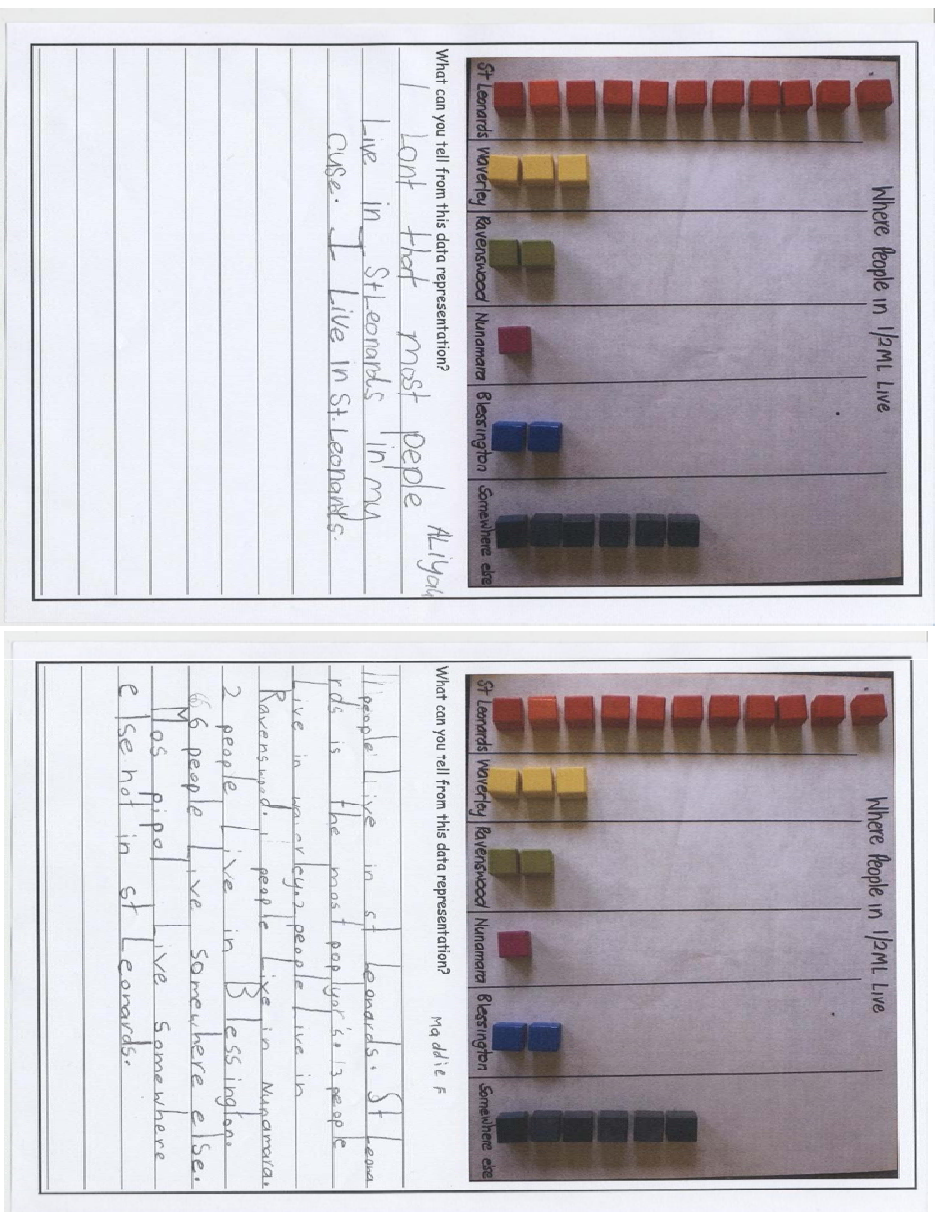 Where People in 1/2ML Live
St Leonards Waverley Ravenswood Nunamara Blessington Somewhere else
What can you tell from this data representation?
ALiyah
I Lont that most peple
Live in St Leonards in my
cuse. I Live in St. Leonards.
Where People in 1/2ML Live
St Leonards Waverley Ravenswood Nunamara Blessington Somewhere else
What can you tell from this data representation?
Maddie F
11 people Live in st Leonards. St Leona
rds is the most poplyor's. 3 people
Live in waverley. 2 people Live in
Ravenswood. 1 people Live in Nunamara.
2 people Live in Blessington.
6 people Live somewhere else.
Mos pipol Live somewhere
else not in st Leonards.